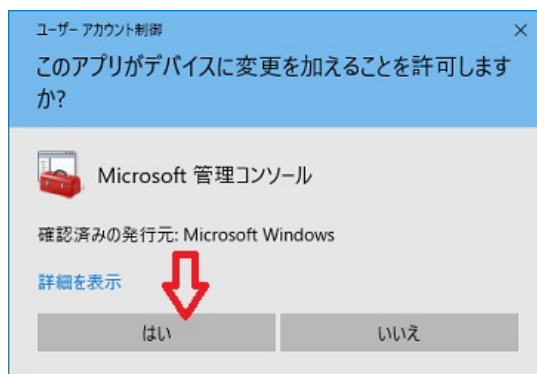 ユーザー アカウント制御
このアプリがデバイスに変更を加えることを許可します
か?
Microsoft 管理コンソール
確認済みの発行元: Microsoft Windows
詳細を表示
はい
いいえ